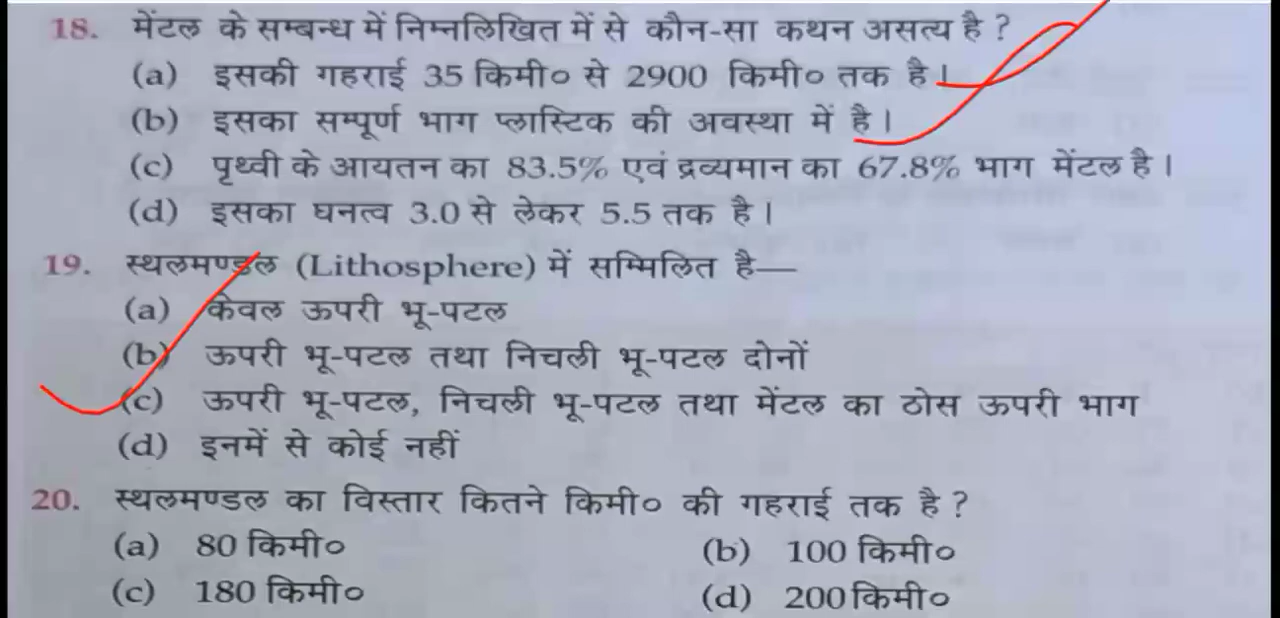 18. मेंटल के सम्बन्ध में निम्नलिखित में से कौन-सा कथन असत्य है ?
(a) इसकी गहराई 35 किमी० से 2900 किमी० तक है।
(b) इसका सम्पूर्ण भाग प्लास्टिक की अवस्था में है।
(c) पृथ्वी के आयतन का 83.5% एवं द्रव्यमान का 67.8% भाग मेंटल है।
(d) इसका घनत्व 3.0 से लेकर 5.5 तक है।
19. स्थलमण्डल (Lithosphere) में सम्मिलित है—
(a) केवल ऊपरी भू-पटल
(b) ऊपरी भू-पटल तथा निचली भू-पटल दोनों
(c) ऊपरी भू-पटल, निचली भू-पटल तथा मेंटल का ठोस ऊपरी भाग
(d) इनमें से कोई नहीं
20. स्थलमण्डल का विस्तार कितने किमी० की गहराई तक है ?
(a) 80 किमी० (b) 100 किमी०
(c) 180 किमी० (d) 200 किमी०